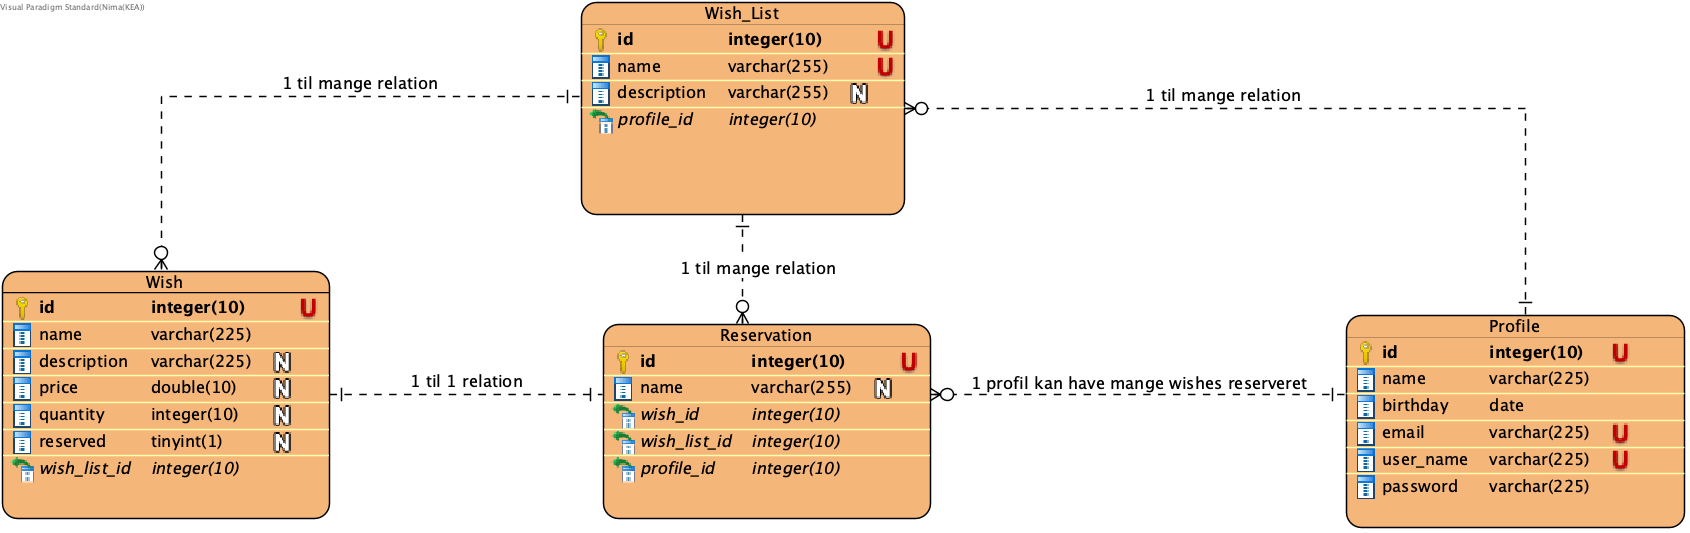 Visual Paradigm Standard(Nima(KEA))
Wish_List
id integer(10) U
name varchar(255) U
description varchar(255) N
profile_id integer(10)
1 til mange relation
1 til mange relation
1 til mange relation
Wish
id integer(10) U
name varchar(225)
description varchar(225) N
price double(10) N
quantity integer(10) N
reserved tinyint(1) N
wish_list_id integer(10)
1 til 1 relation
Reservation
id integer(10) U
name varchar(255) N
wish_id integer(10)
wish_list_id integer(10)
profile_id integer(10)
1 profil kan have mange wishes reserveret
Profile
id integer(10) U
name varchar(225)
birthday date
email varchar(225) U
user_name varchar(225) U
password varchar(225)